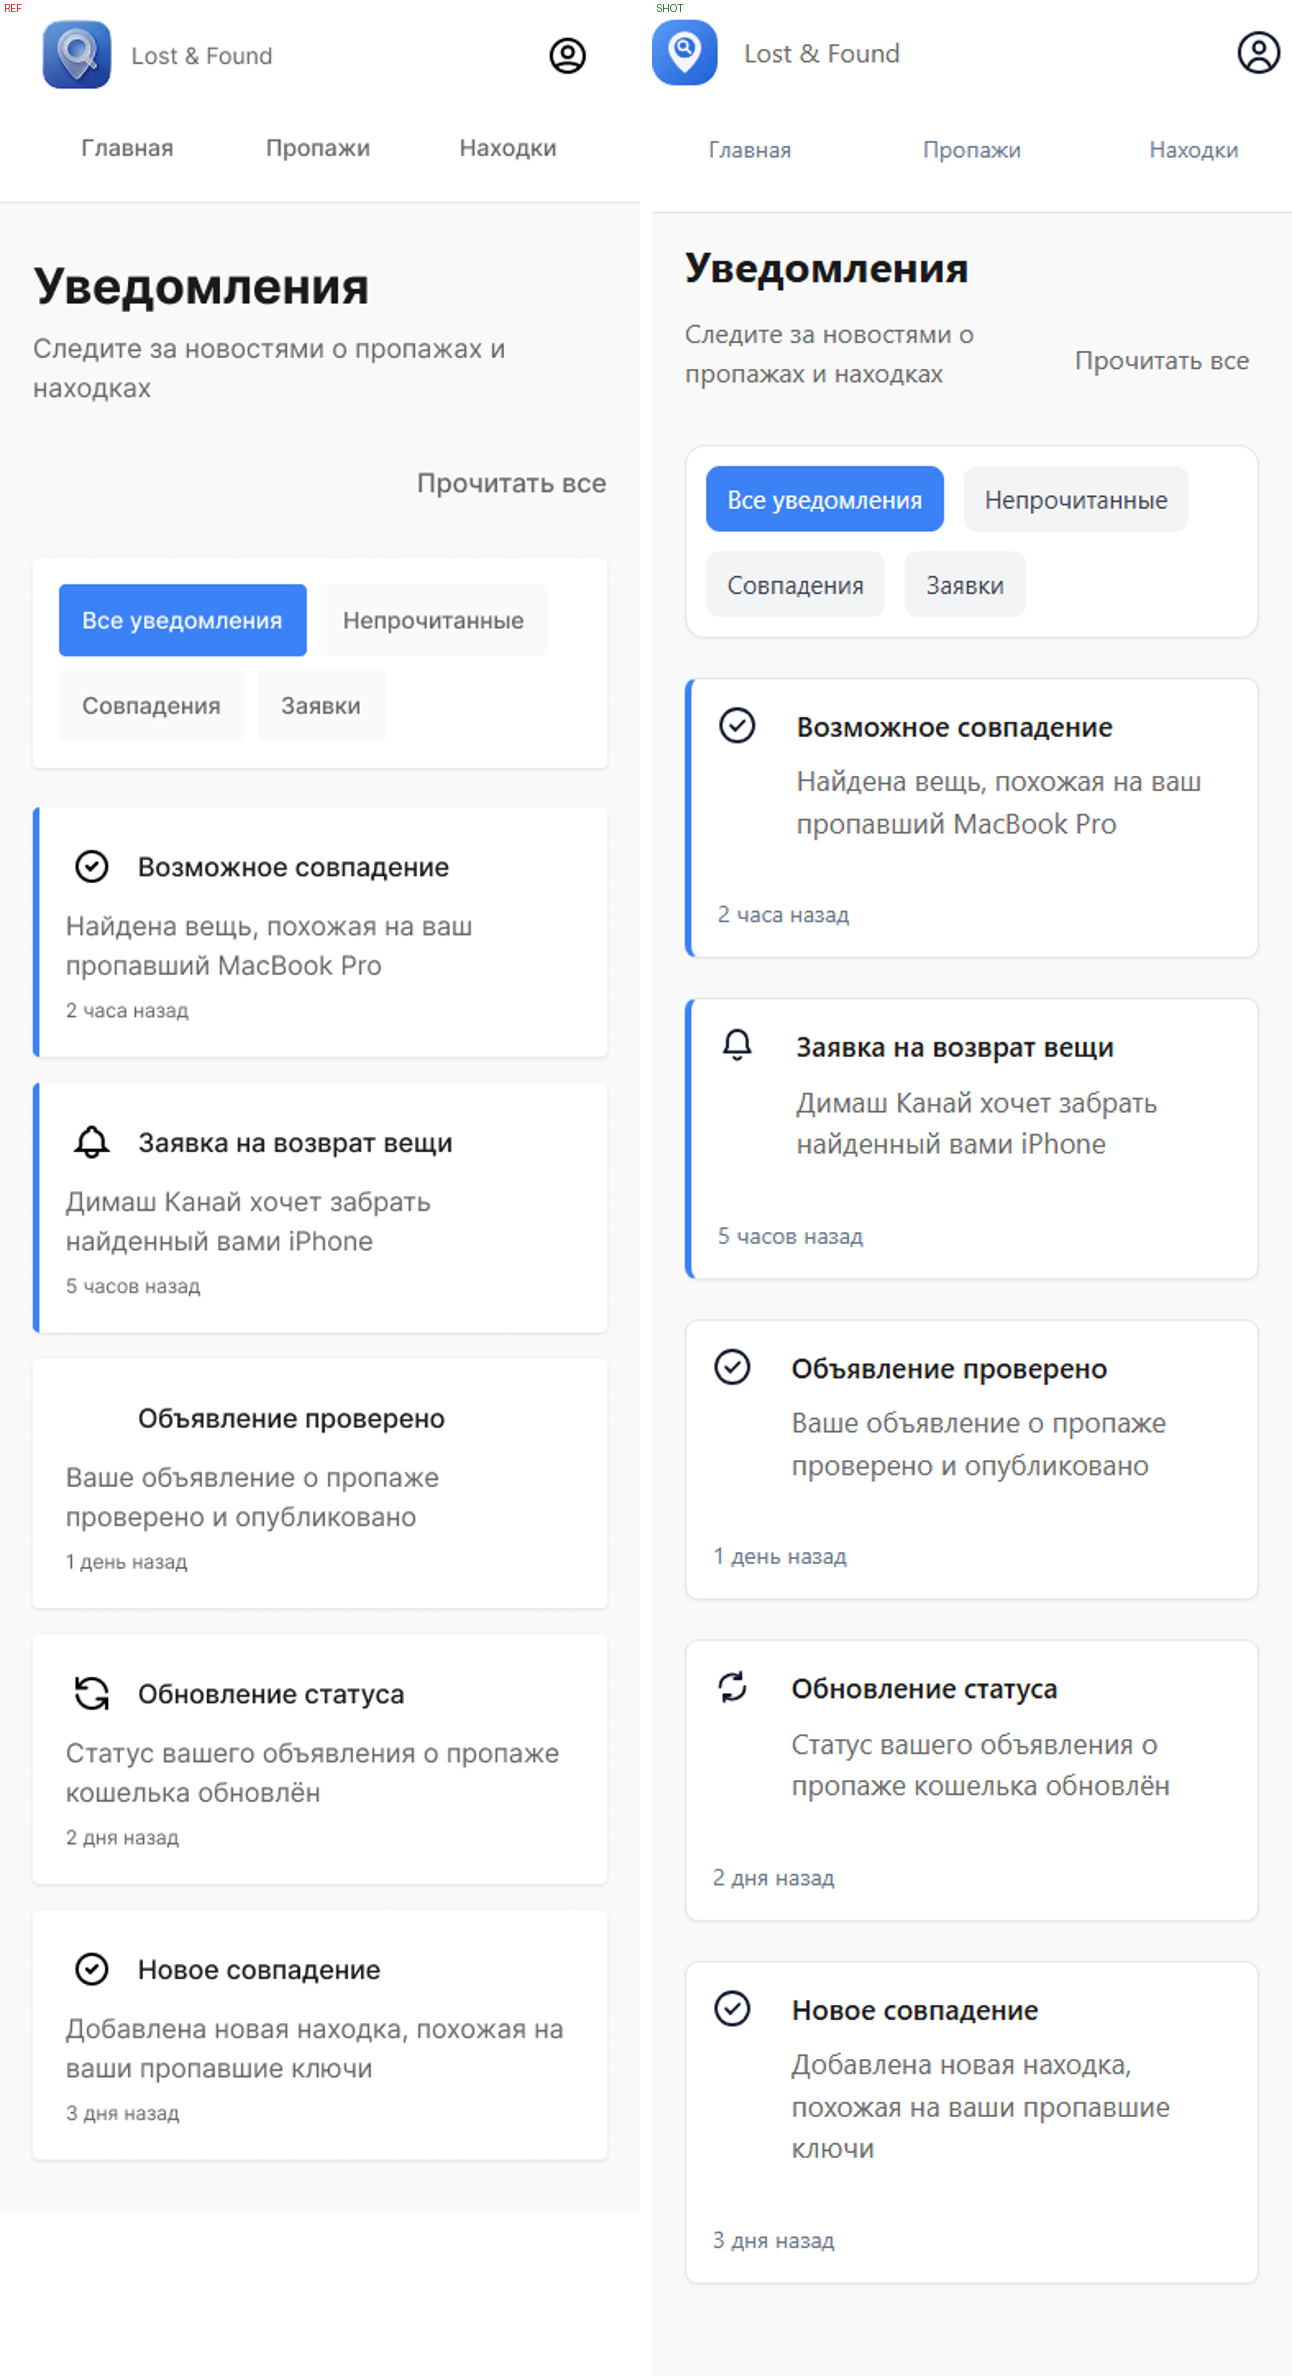 REF
Lost & Found
Главная Пропажи Находки
Уведомления
Следите за новостями о пропажах и
находках
Прочитать все
Все уведомления Непрочитанные
Совпадения Заявки
Возможное совпадение
Найдена вещь, похожая на ваш
пропавший MacBook Pro
2 часа назад
Заявка на возврат вещи
Димаш Канай хочет забрать
найденный вами iPhone
5 часов назад
Объявление проверено
Ваше объявление о пропаже
проверено и опубликовано
1 день назад
Обновление статуса
Статус вашего объявления о пропаже
кошелька обновлён
2 дня назад
Новое совпадение
Добавлена новая находка, похожая на
ваши пропавшие ключи
3 дня назад
SHOT
Lost & Found
Главная Пропажи Находки
Уведомления
Следите за новостями о
пропажах и находках
Прочитать все
Все уведомления Непрочитанные
Совпадения Заявки
Возможное совпадение
Найдена вещь, похожая на ваш
пропавший MacBook Pro
2 часа назад
Заявка на возврат вещи
Димаш Канай хочет забрать
найденный вами iPhone
5 часов назад
Объявление проверено
Ваше объявление о пропаже
проверено и опубликовано
1 день назад
Обновление статуса
Статус вашего объявления о
пропаже кошелька обновлён
2 дня назад
Новое совпадение
Добавлена новая находка,
похожая на ваши пропавшие
ключи
3 дня назад